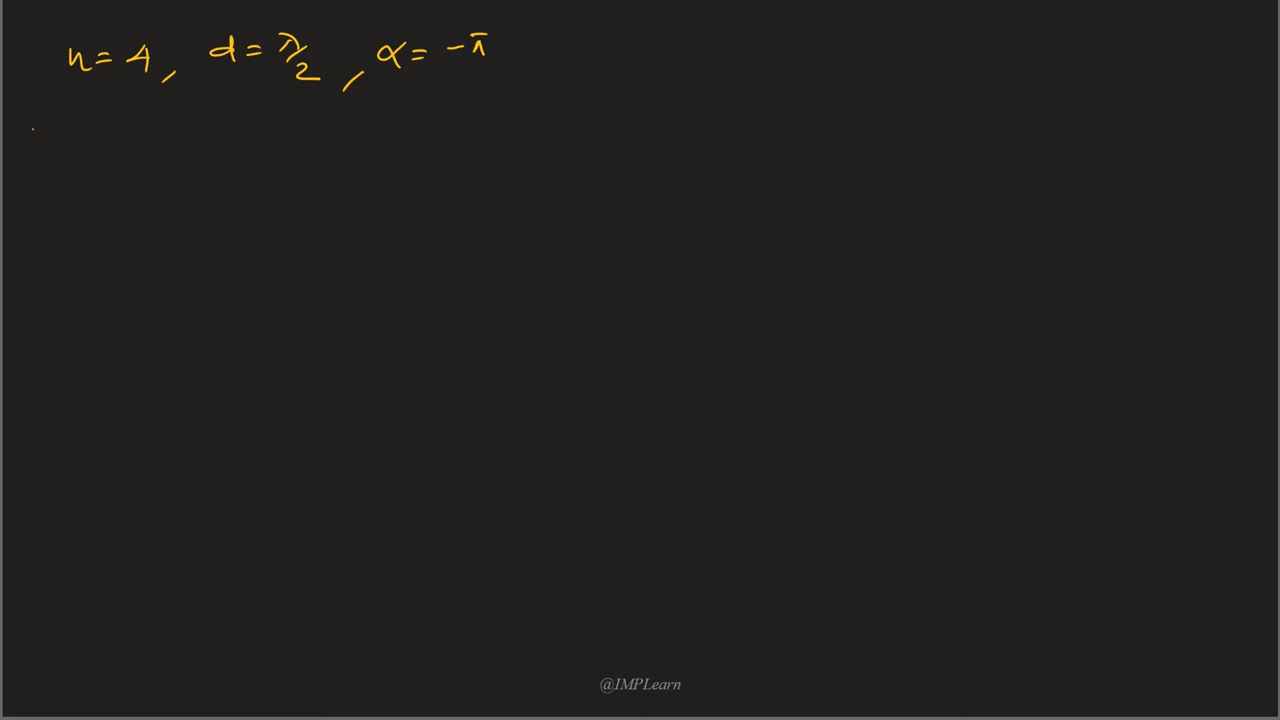 n = 4, d = π/2, α = -π
@IMPLearn